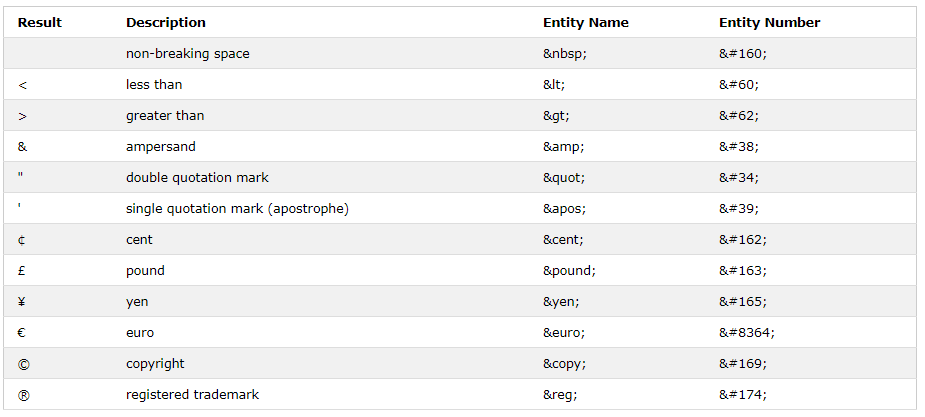 Result Description Entity Name Entity Number
non-breaking space &nbsp; &#160;
< less than &lt; &#60;
> greater than &gt; &#62;
& ampersand &amp; &#38;
" double quotation mark &quot; &#34;
' single quotation mark (apostrophe) &apos; &#39;
¢ cent &cent; &#162;
£ pound &pound; &#163;
¥ yen &yen; &#165;
€ euro &euro; &#8364;
© copyright &copy; &#169;
® registered trademark &reg; &#174;